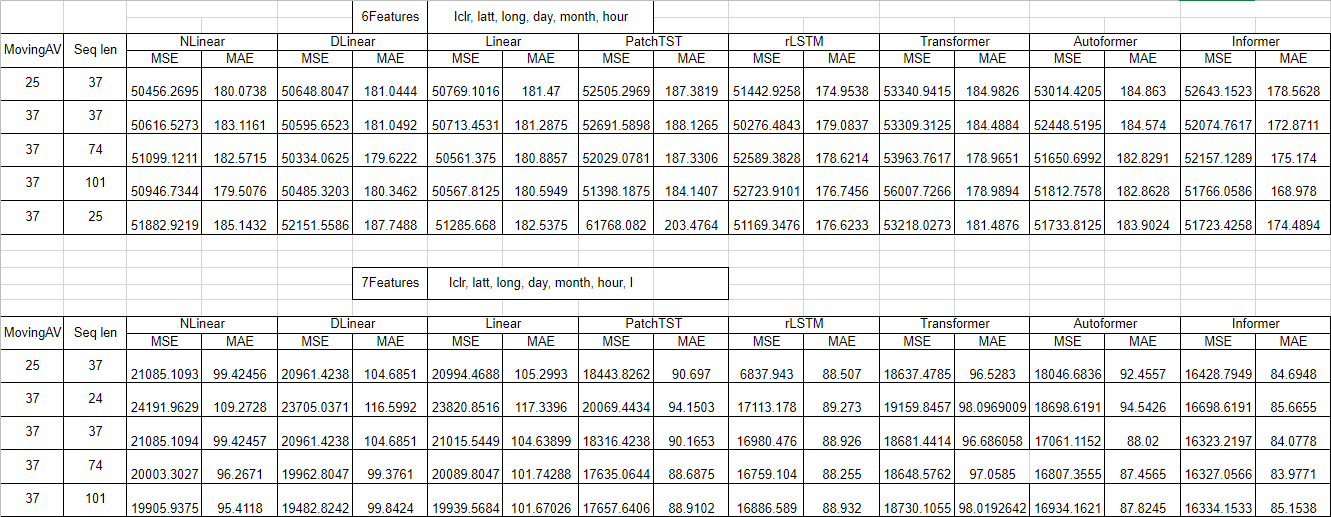 6Features Iclr, latt, long, day, month, hour
MovingAV Seq len NLinear DLinear Linear PatchTST rLSTM Transformer Autoformer Informer
MSE MAE MSE MAE MSE MAE MSE MAE MSE MAE MSE MAE MSE MAE MSE MAE
25 37 50456.2695 180.0738 50648.8047 181.0444 50769.1016 181.47 52505.2969 187.3819 51442.9258 174.9538 53340.9415 184.9826 53014.4205 184.863 52643.1523 178.5628
37 37 50616.5273 183.1161 50595.6523 181.0492 50713.4531 181.2875 52691.5898 188.1265 50276.4843 179.0837 53309.3125 184.4884 52448.5195 184.574 52074.7617 172.8711
37 74 51099.1211 182.5715 50334.0625 179.6222 50561.375 180.8857 52029.0781 187.3306 52589.3828 178.6214 53963.7617 178.9651 51650.6992 182.8291 52157.1289 175.174
37 101 50946.7344 179.5076 50485.3203 180.3462 50567.8125 180.5949 51398.1875 184.1407 52723.9101 176.7456 56007.7266 178.9894 51812.7578 182.8628 51766.0586 168.978
37 25 51882.9219 185.1432 52151.5586 187.7488 51285.668 182.5375 61768.082 203.4764 51169.3476 176.6233 53218.0273 181.4876 51733.8125 183.9024 51723.4258 174.4894
7Features Iclr, latt, long, day, month, hour, I
MovingAV Seq len NLinear DLinear Linear PatchTST rLSTM Transformer Autoformer Informer
MSE MAE MSE MAE MSE MAE MSE MAE MSE MAE MSE MAE MSE MAE MSE MAE
25 37 21085.1093 99.42456 20961.4238 104.6851 20994.4688 105.2993 18443.8262 90.697 6837.943 88.507 18637.4785 96.5283 18046.6836 92.4557 16428.7949 84.6948
37 24 24191.9629 109.2728 23705.0371 116.5992 23820.8516 117.3396 20069.4434 94.1503 17113.178 89.273 19159.8457 98.0969009 18698.6191 94.5426 16698.6191 85.6655
37 37 21085.1094 99.42457 20961.4238 104.6851 21015.5449 104.63899 18316.4238 90.1653 16980.476 88.926 18681.4414 96.686058 17061.1152 88.02 16323.2197 84.0778
37 74 20003.3027 96.2671 19962.8047 99.3761 20089.8047 101.74288 17635.0644 88.6875 16759.104 88.255 18648.5762 97.0585 16807.3555 87.4565 16327.0566 83.9771
37 101 19905.9375 95.4118 19482.8242 99.8424 19939.5684 101.67026 17657.6406 88.9102 16886.589 88.932 18730.1055 98.0192642 16934.1621 87.8245 16334.1533 85.1538